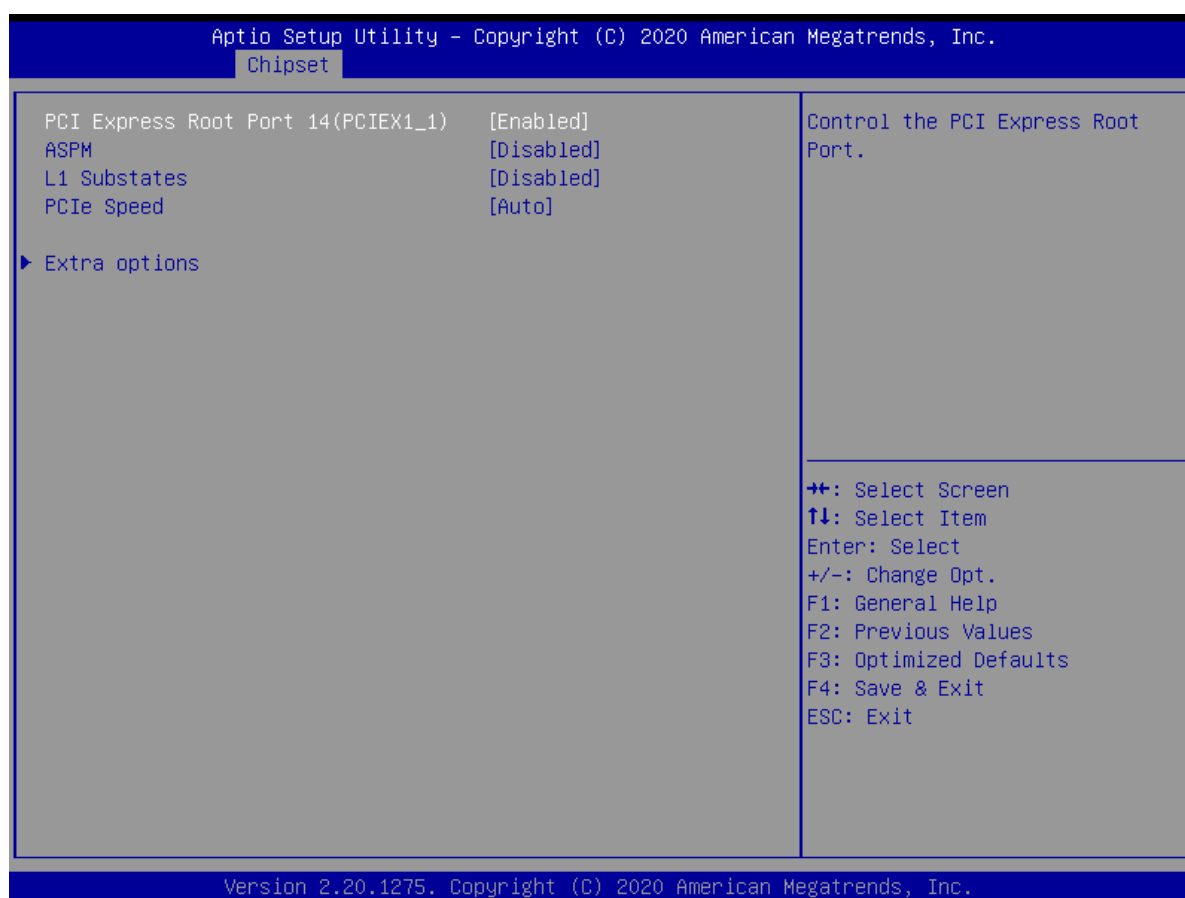 Aptio Setup Utility – Copyright (C) 2020 American Megatrends, Inc.
Chipset
PCI Express Root Port 14(PCIEX1_1) [Enabled]
ASPM [Disabled]
L1 Substates [Disabled]
PCIe Speed [Auto]
▶ Extra options
Control the PCI Express Root
Port.
→←: Select Screen
↑↓: Select Item
Enter: Select
+/-: Change Opt.
F1: General Help
F2: Previous Values
F3: Optimized Defaults
F4: Save & Exit
ESC: Exit
Version 2.20.1275. Copyright (C) 2020 American Megatrends, Inc.